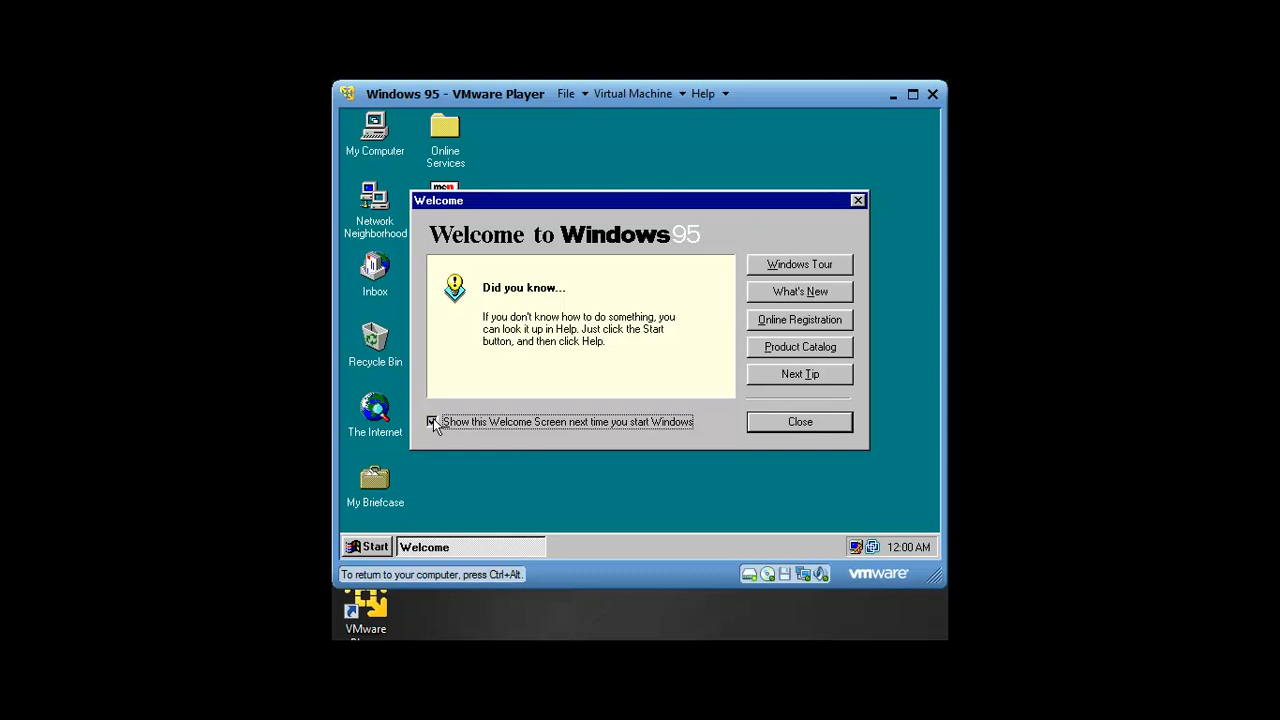 Windows 95 - VMware Player File Virtual Machine Help
My Computer
Online
Services
msn
Network
Neighborhood
Inbox
Recycle Bin
The Internet
My Briefcase
Welcome
Welcome to Windows 95
Did you know...
If you don't know how to do something, you
can look it up in Help. Just click the Start
button, and then click Help.
Windows Tour
What's New
Online Registration
Product Catalog
Next Tip
Show this Welcome Screen next time you start Windows
Close
Start Welcome 12:00 AM
To return to your computer, press Ctrl+Alt.
vmware
VMware